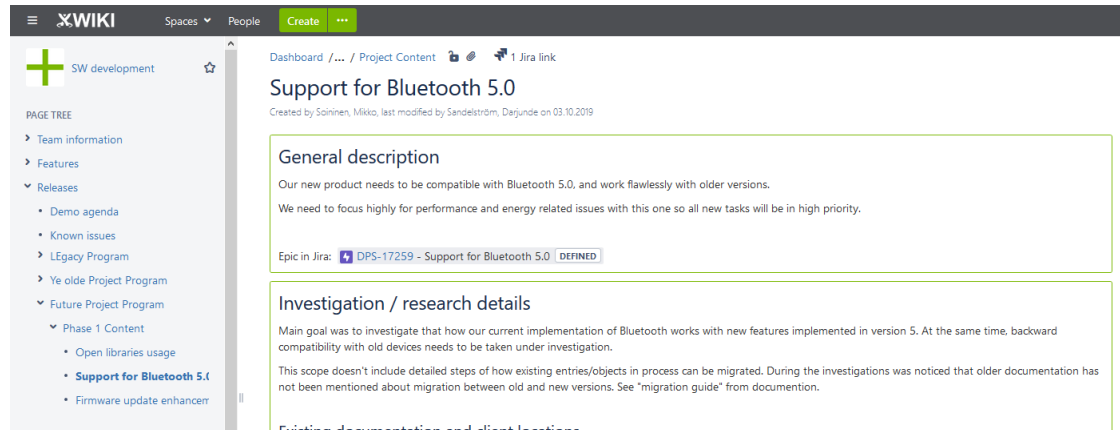 XWIKI Spaces People Create ...
SW development
PAGE TREE
Team information
Features
Releases
Demo agenda
Known issues
LEgacy Program
Ye olde Project Program
Future Project Program
Phase 1 Content
Open libraries usage
Support for Bluetooth 5.(
Firmware update enhancem
Dashboard /... / Project Content 1 Jira link
Support for Bluetooth 5.0
Created by Soininen, Mikko, last modified by Sandelström, Darjunde on 03.10.2019
General description
Our new product needs to be compatible with Bluetooth 5.0, and work flawlessly with older versions.
We need to focus highly for performance and energy related issues with this one so all new tasks will be in high priority.
Epic in Jira: DPS-17259 - Support for Bluetooth 5.0 DEFINED
Investigation / research details
Main goal was to investigate that how our current implementation of Bluetooth works with new features implemented in version 5. At the same time, backward
compatibility with old devices needs to be taken under investigation.
This scope doesn't include detailed steps of how existing entries/objects in process can be migrated. During the investigations was noticed that older documentation has
not been mentioned about migration between old and new versions. See "migration guide" from documention.
Existing documentation and client locations